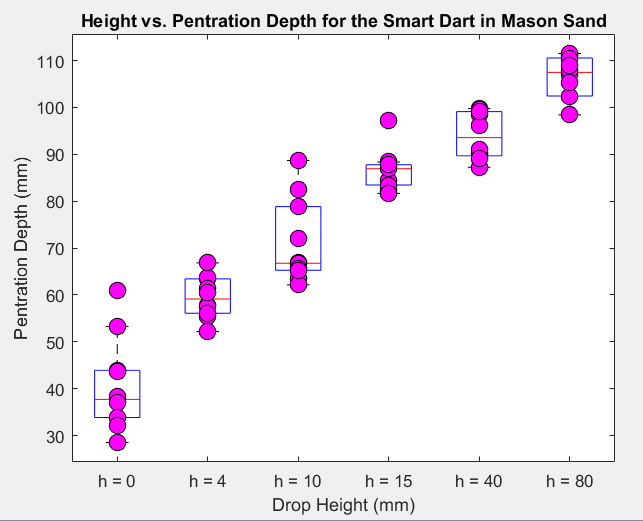 Height vs. Pentration Depth for the Smart Dart in Mason Sand
Pentration Depth (mm)
110
100
90
80
70
60
50
40
30
h = 0 h = 4 h = 10 h = 15 h = 40 h = 80
Drop Height (mm)